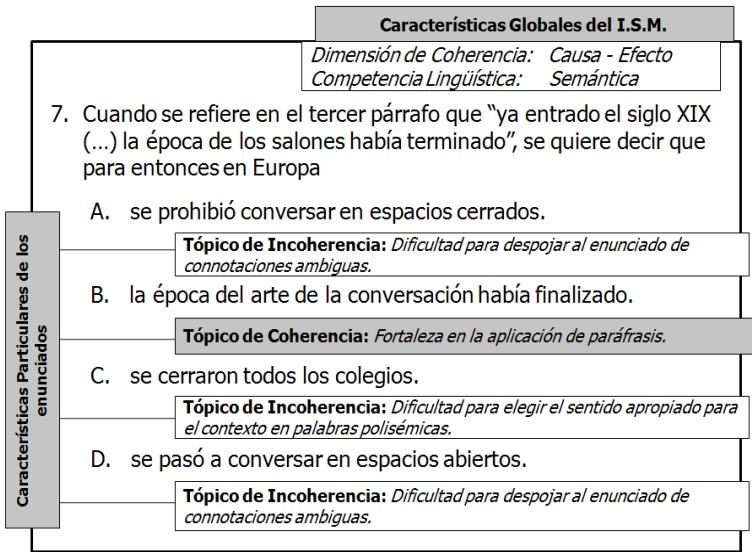 Características Globales del I.S.M.
Dimensión de Coherencia: Causa - Efecto
Competencia Lingüística: Semántica
7. Cuando se refiere en el tercer párrafo que “ya entrado el siglo XIX
(...) la época de los salones había terminado”, se quiere decir que
para entonces en Europa
A. se prohibió conversar en espacios cerrados.
Tópico de Incoherencia: Dificultad para despojar al enunciado de
connotaciones ambiguas.
B. la época del arte de la conversación había finalizado.
Tópico de Coherencia: Fortaleza en la aplicación de paráfrasis.
C. se cerraron todos los colegios.
Tópico de Incoherencia: Dificultad para elegir el sentido apropiado para
el contexto en palabras polisémicas.
D. se pasó a conversar en espacios abiertos.
Tópico de Incoherencia: Dificultad para despojar al enunciado de
connotaciones ambiguas.
Características Particulares de los
enunciados